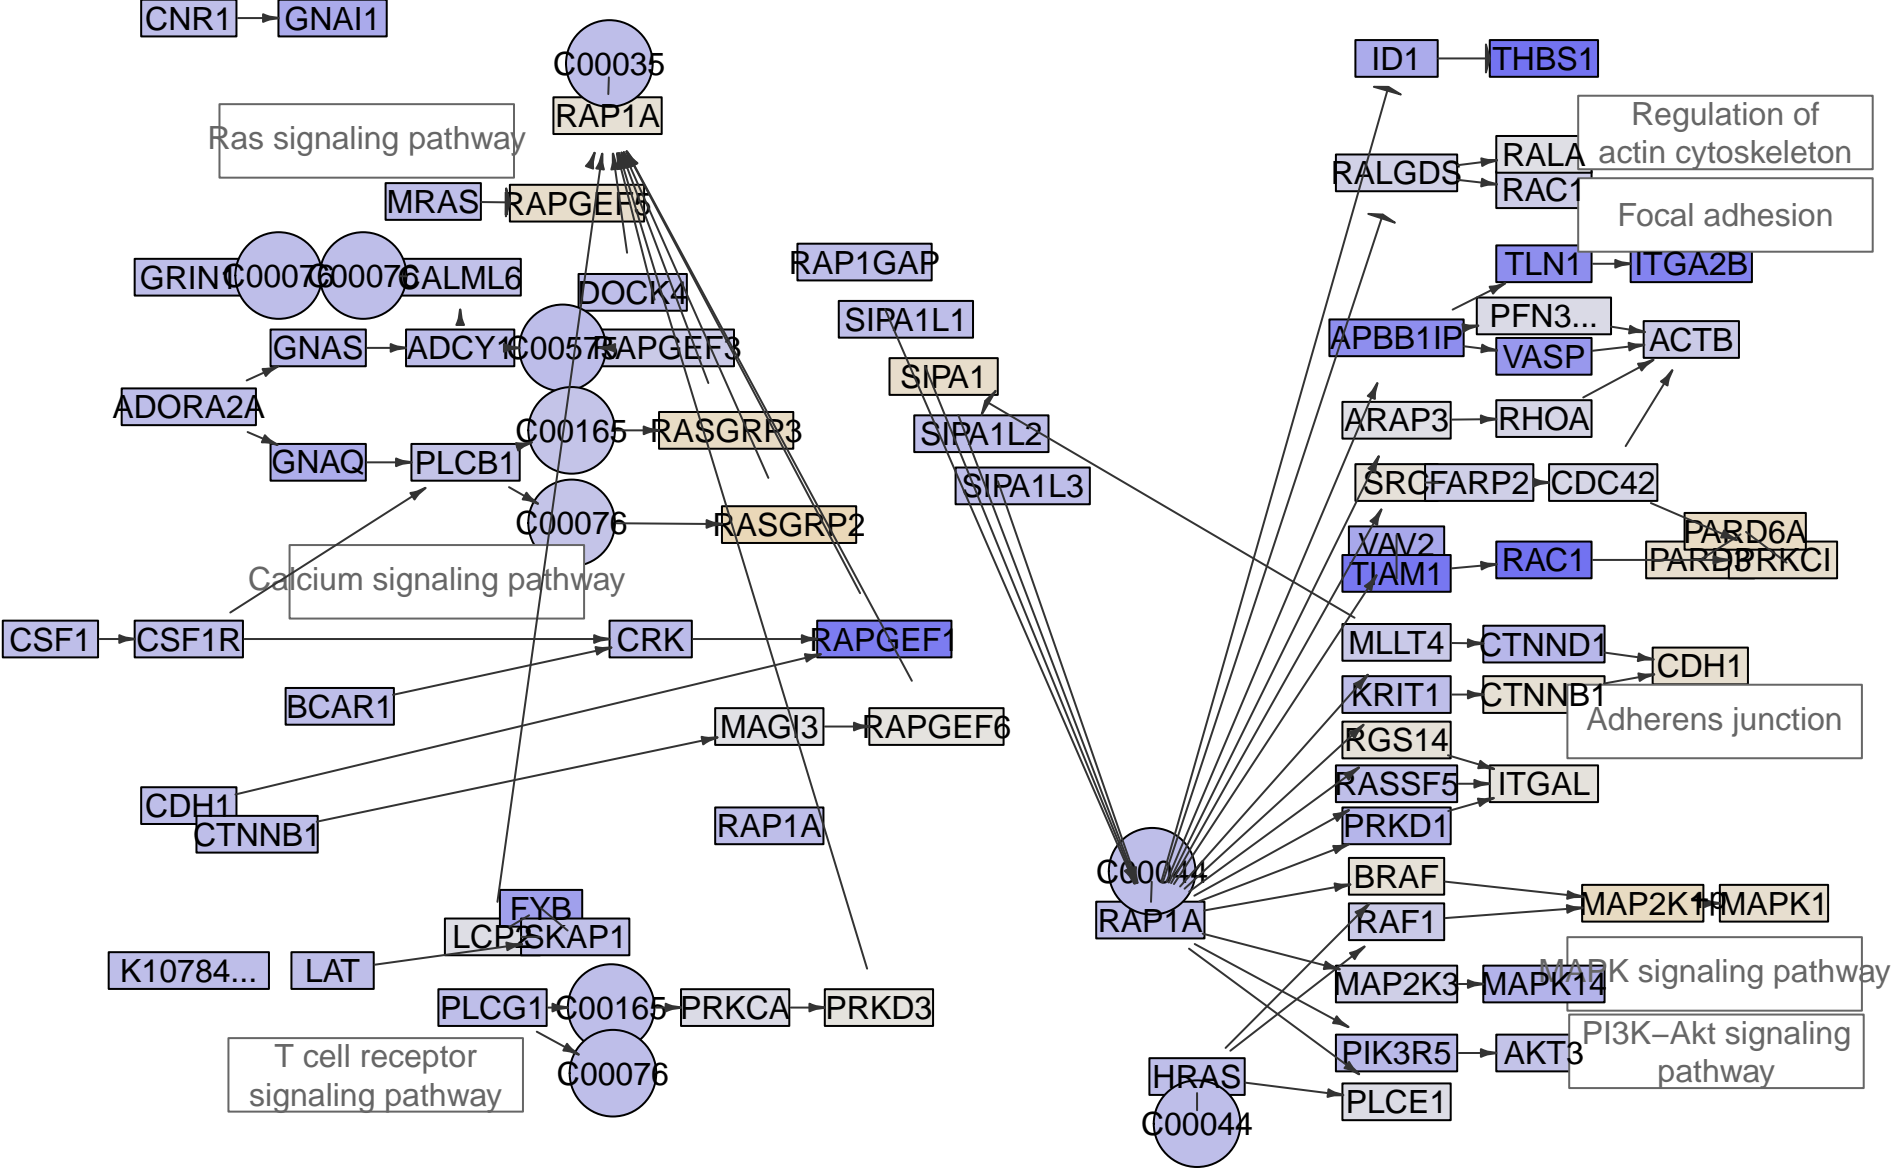 CNR1
GNAI1
C00035
RAP1A
Ras signaling pathway
MRAS
RAPGEF5
GRIN1
C00076
C00076
CALML6
DOCK4
GNAS
ADCY1
C00575
RAPGEF3
ADORA2A
GNAQ
PLCB1
C00165
RASGRP3
C00076
RASGRP2
Calcium signaling pathway
CSF1
CSF1R
CRK
RAPGEF1
BCAR1
MAGI3
RAPGEF6
CDH1
CTNNB1
RAP1A
FYB
LCP2
SKAP1
K10784...
LAT
PLCG1
C00165
PRKCA
PRKD3
C00076
T cell receptor
signaling pathway
RAP1GAP
SIPA1L1
SIPA1
SIPA1L2
SIPA1L3
C00044
RAP1A
HRAS
C00044
ID1
THBS1
Regulation of
actin cytoskeleton
RALGDS
RALA
RAC1
Focal adhesion
TLN1
ITGA2B
APBB1IP
PFN3...
VASP
ACTB
ARAP3
RHOA
SRC
FARP2
CDC42
VAV2
TIAM1
RAC1
PARD6A
PARD3
PRKCI
MLLT4
CTNND1
CDH1
KRIT1
CTNNB1
Adherens junction
RGS14
RASSF5
ITGAL
PRKD1
BRAF
RAF1
MAP2K1
+p
MAPK1
MAP2K3
MAPK14
MAPK signaling pathway
PIK3R5
AKT3
PI3K−Akt signaling
pathway
PLCE1